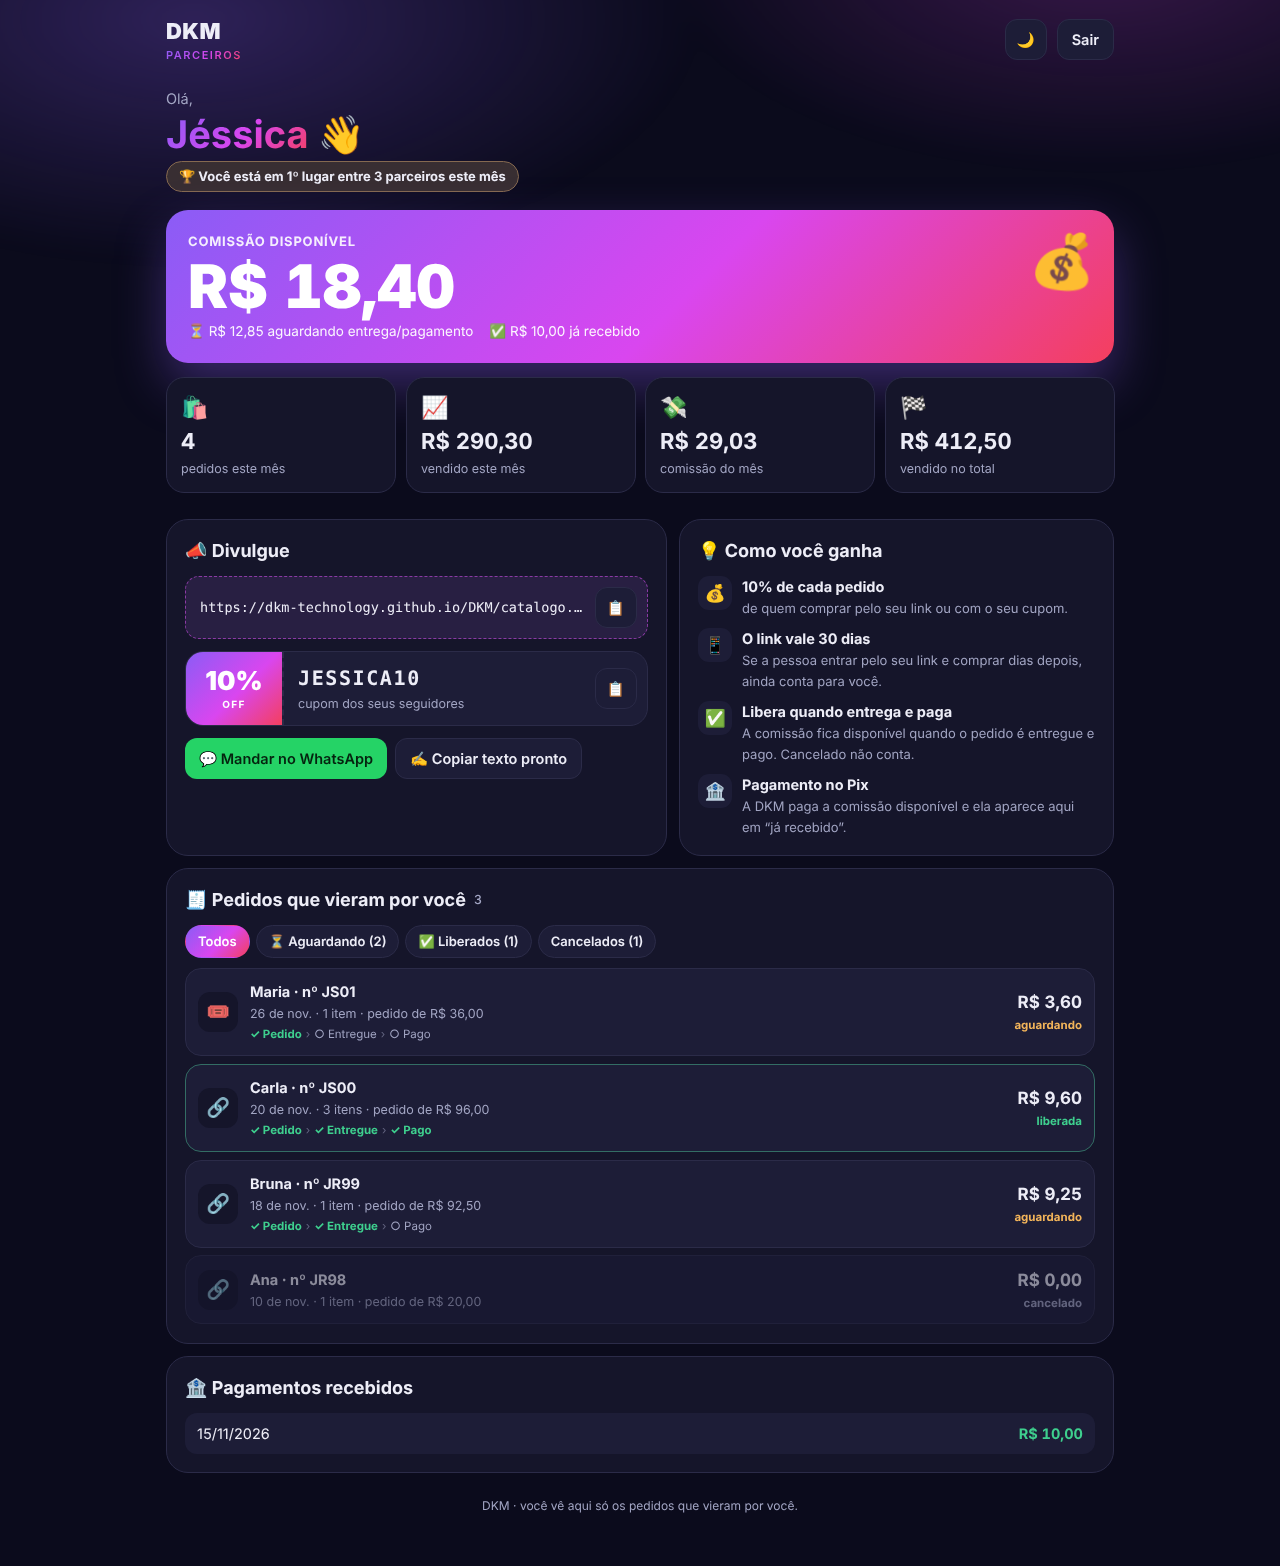 DKM
PARCEIROS
🌙
Sair
Olá,
Jéssica 👋
🏆 Você está em 1º lugar entre 3 parceiros este mês
COMISSÃO DISPONÍVEL
R$ 18,40
⏳ R$ 12,85 aguardando entrega/pagamento ✅ R$ 10,00 já recebido
4
pedidos este mês
R$ 290,30
vendido este mês
R$ 29,03
comissão do mês
R$ 412,50
vendido no total
📣 Divulgue
https://dkm-technology.github.io/DKM/catalogo.…
10%
OFF
JESSICA10
cupom dos seus seguidores
💬 Mandar no WhatsApp
✍️ Copiar texto pronto
💡 Como você ganha
10% de cada pedido
de quem comprar pelo seu link ou com o seu cupom.
O link vale 30 dias
Se a pessoa entrar pelo seu link e comprar dias depois,
ainda conta para você.
Libera quando entrega e paga
A comissão fica disponível quando o pedido é entregue e
pago. Cancelado não conta.
Pagamento no Pix
A DKM paga a comissão disponível e ela aparece aqui
em “já recebido”.
🧾 Pedidos que vieram por você 3
Todos
⏳ Aguardando (2)
✅ Liberados (1)
Cancelados (1)
Maria · nº JS01
26 de nov. · 1 item · pedido de R$ 36,00
✓ Pedido › ○ Entregue › ○ Pago
R$ 3,60
aguardando
Carla · nº JS00
20 de nov. · 3 itens · pedido de R$ 96,00
✓ Pedido › ✓ Entregue › ✓ Pago
R$ 9,60
liberada
Bruna · nº JR99
18 de nov. · 1 item · pedido de R$ 92,50
✓ Pedido › ✓ Entregue › ○ Pago
R$ 9,25
aguardando
Ana · nº JR98
10 de nov. · 1 item · pedido de R$ 20,00
R$ 0,00
cancelado
🏦 Pagamentos recebidos
15/11/2026
R$ 10,00
DKM · você vê aqui só os pedidos que vieram por você.